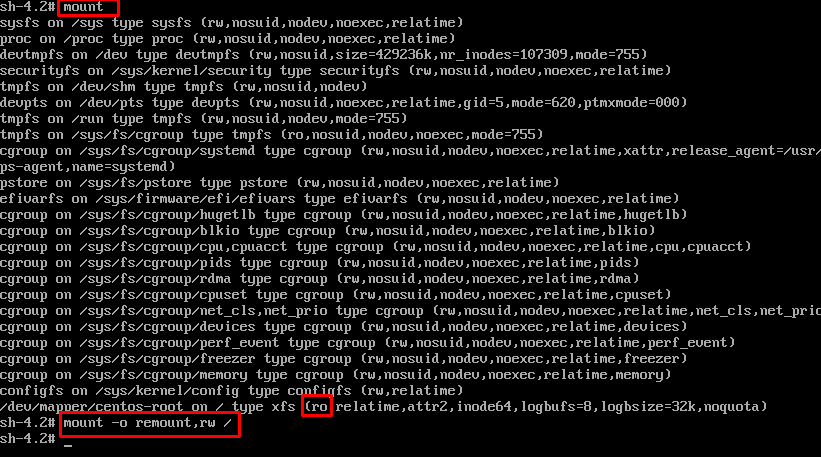 sh-4.2# mount
sysfs on /sys type sysfs (rw,nosuid,nodev,noexec,relatime)
proc on /proc type proc (rw,nosuid,nodev,noexec,relatime)
devtmpfs on /dev type devtmpfs (rw,nosuid,size=429236k,nr_inodes=107309,mode=755)
securityfs on /sys/kernel/security type securityfs (rw,nosuid,nodev,noexec,relatime)
tmpfs on /dev/shm type tmpfs (rw,nosuid,nodev)
devpts on /dev/pts type devpts (rw,nosuid,noexec,relatime,gid=5,mode=620,ptmxmode=000)
tmpfs on /run type tmpfs (rw,nosuid,nodev,mode=755)
tmpfs on /sys/fs/cgroup type tmpfs (ro,nosuid,nodev,noexec,mode=755)
cgroup on /sys/fs/cgroup/systemd type cgroup (rw,nosuid,nodev,noexec,relatime,xattr,release_agent=/usr/
ps-agent,name=systemd)
pstore on /sys/fs/pstore type pstore (rw,nosuid,nodev,noexec,relatime)
efivarfs on /sys/firmware/efi/efivars type efivarfs (rw,nosuid,nodev,noexec,relatime)
cgroup on /sys/fs/cgroup/hugetlb type cgroup (rw,nosuid,nodev,noexec,relatime,hugetlb)
cgroup on /sys/fs/cgroup/blkio type cgroup (rw,nosuid,nodev,noexec,relatime,blkio)
cgroup on /sys/fs/cgroup/cpu,cpuacct type cgroup (rw,nosuid,nodev,noexec,relatime,cpu,cpuacct)
cgroup on /sys/fs/cgroup/pids type cgroup (rw,nosuid,nodev,noexec,relatime,pids)
cgroup on /sys/fs/cgroup/rdma type cgroup (rw,nosuid,nodev,noexec,relatime,rdma)
cgroup on /sys/fs/cgroup/cpuset type cgroup (rw,nosuid,nodev,noexec,relatime,cpuset)
cgroup on /sys/fs/cgroup/net_cls,net_prio type cgroup (rw,nosuid,nodev,noexec,relatime,net_cls,net_prio
cgroup on /sys/fs/cgroup/devices type cgroup (rw,nosuid,nodev,noexec,relatime,devices)
cgroup on /sys/fs/cgroup/perf_event type cgroup (rw,nosuid,nodev,noexec,relatime,perf_event)
cgroup on /sys/fs/cgroup/freezer type cgroup (rw,nosuid,nodev,noexec,relatime,freezer)
cgroup on /sys/fs/cgroup/memory type cgroup (rw,nosuid,nodev,noexec,relatime,memory)
configfs on /sys/kernel/config type configfs (rw,relatime)
/dev/mapper/centos-root on / type xfs (ro relatime,attr2,inode64,logbufs=8,logbsize=32k,noquota)
sh-4.2# mount -o remount,rw /
sh-4.2# _